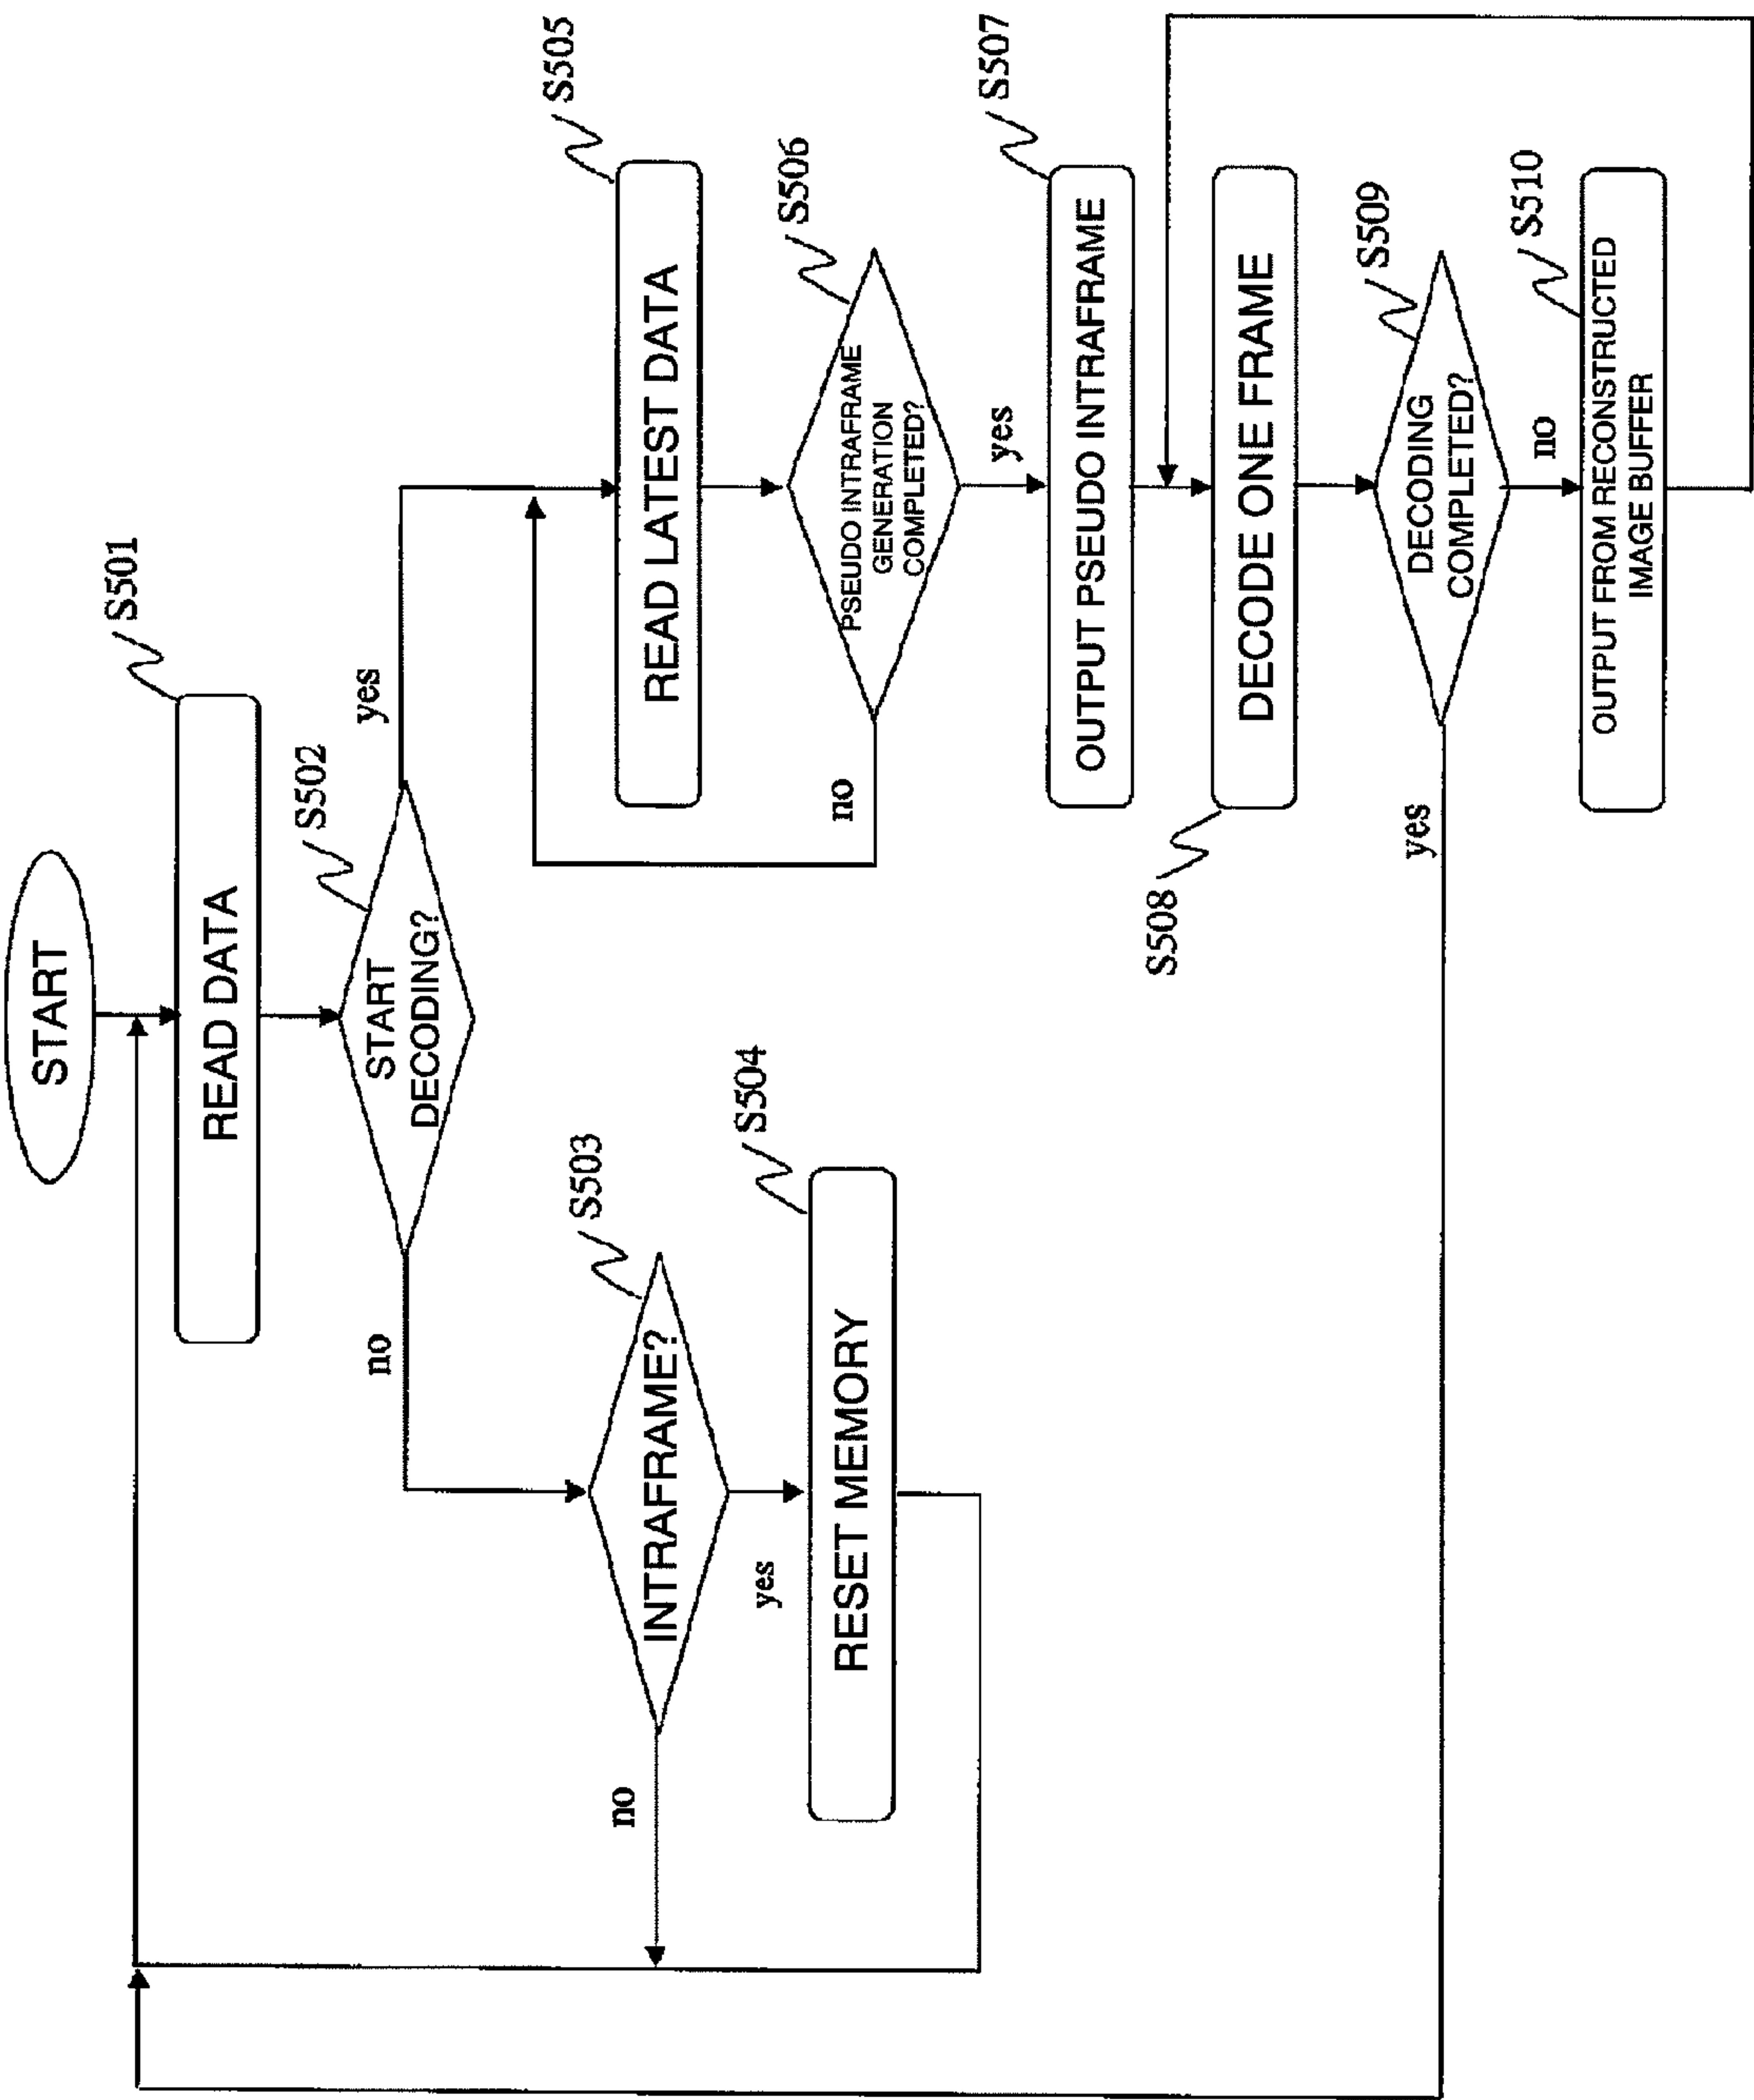 START
S501
READ DATA
S502
START
DECODING?
yes
no
S503
INTRAFRAME?
no
yes
S504
RESET MEMORY
S505
READ LATEST DATA
S506
PSEUDO INTRAFRAME
GENERATION
COMPLETED?
no
yes
S507
OUTPUT PSEUDO INTRAFRAME
S508
DECODE ONE FRAME
S509
DECODING
COMPLETED?
yes
no
S510
OUTPUT FROM RECONSTRUCTED
IMAGE BUFFER